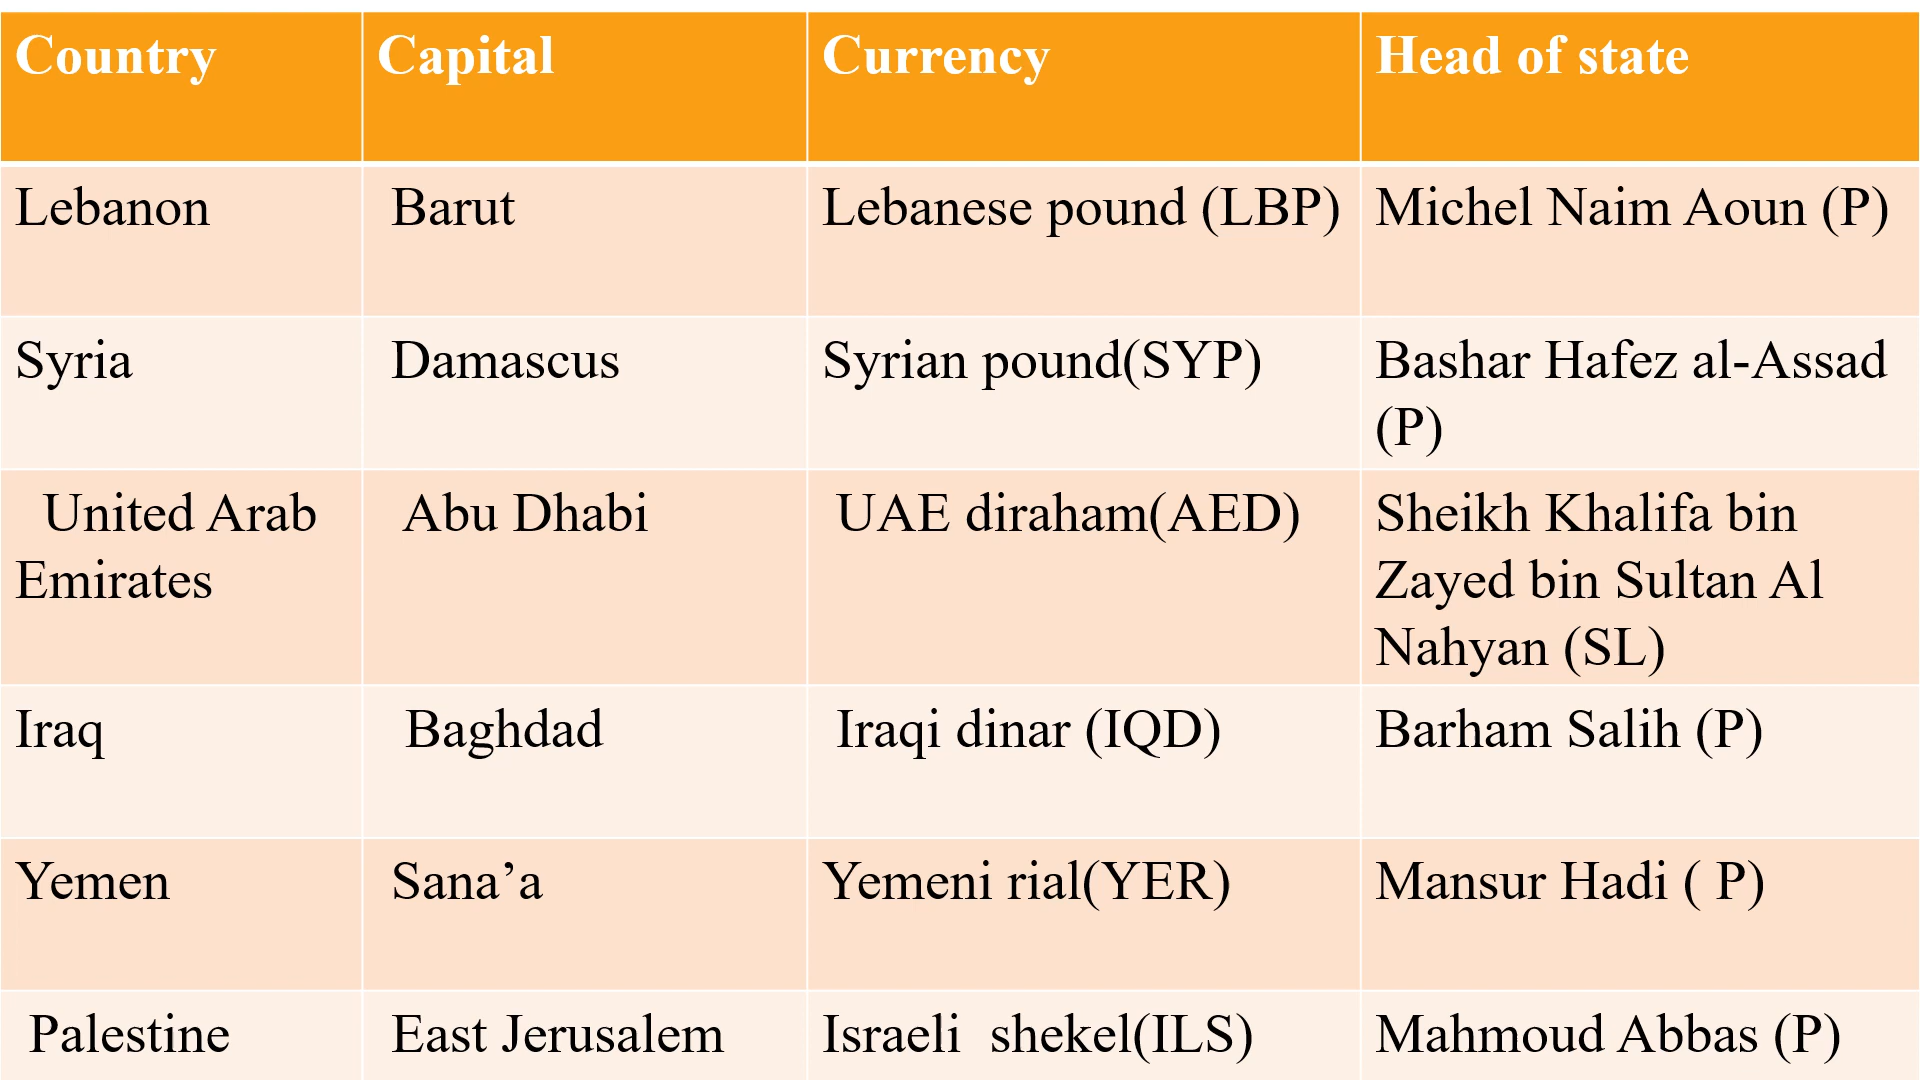 Country Capital Currency Head of state
Lebanon Barut Lebanese pound (LBP) Michel Naim Aoun (P)
Syria Damascus Syrian pound(SYP) Bashar Hafez al-Assad
(P)
United Arab Abu Dhabi UAE diraham(AED) Sheikh Khalifa bin
Emirates Zayed bin Sultan Al
Nahyan (SL)
Iraq Baghdad Iraqi dinar (IQD) Barham Salih (P)
Yemen Sana’a Yemeni rial(YER) Mansur Hadi ( P)
Palestine East Jerusalem Israeli  shekel(ILS) Mahmoud Abbas (P)